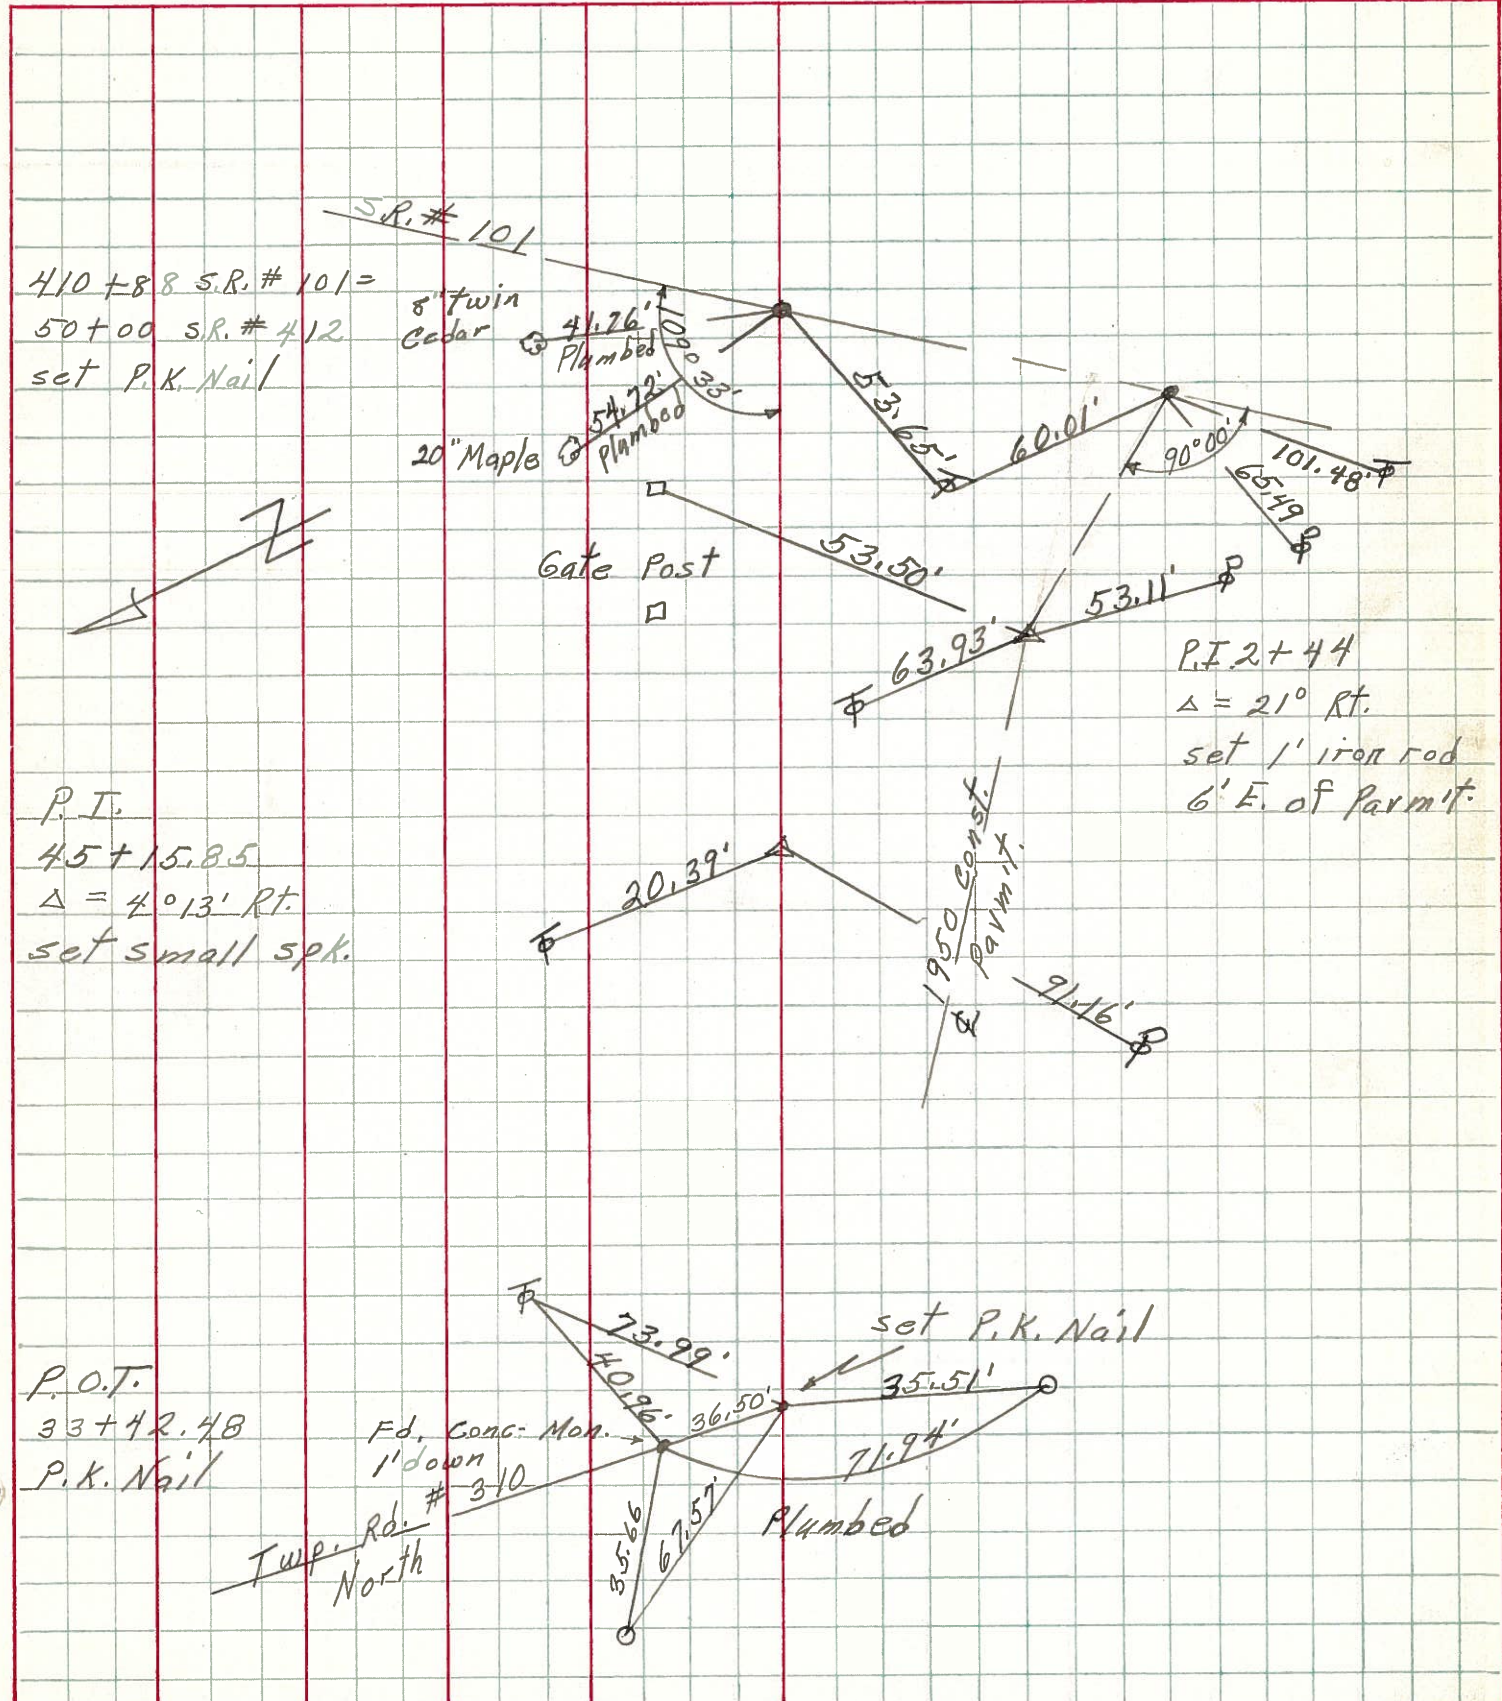 S.R. # 101
410+88 S.R. # 101=
50+00 S.R. # 412
set P.K. Nail
8" twin
Cedar
41.76'
Plumbed
109° 33'
54.72'
Plumbed
20" Maple
53.65'
60.01'
90°00'
101.48'
65.49
Gate Post
53.50'
53.11'
63.93'
N
P.I. 2+44
Δ = 21° Rt.
set 1' iron rod
6' E. of Parm't.
P.I.
45+15.85
Δ = 4°13' Rt.
set small spk.
20.39'
1950 Const.
Parm't.
91.16'
set P.K. Nail
73.99'
40.96'
36.50'
35.51'
P.O.T.
33+42.48
P.K. Nail
Fd. Conc. Mon.
1' down
71.94'
Twp. Rd. # 310
North
35.66
67.57'
Plumbed